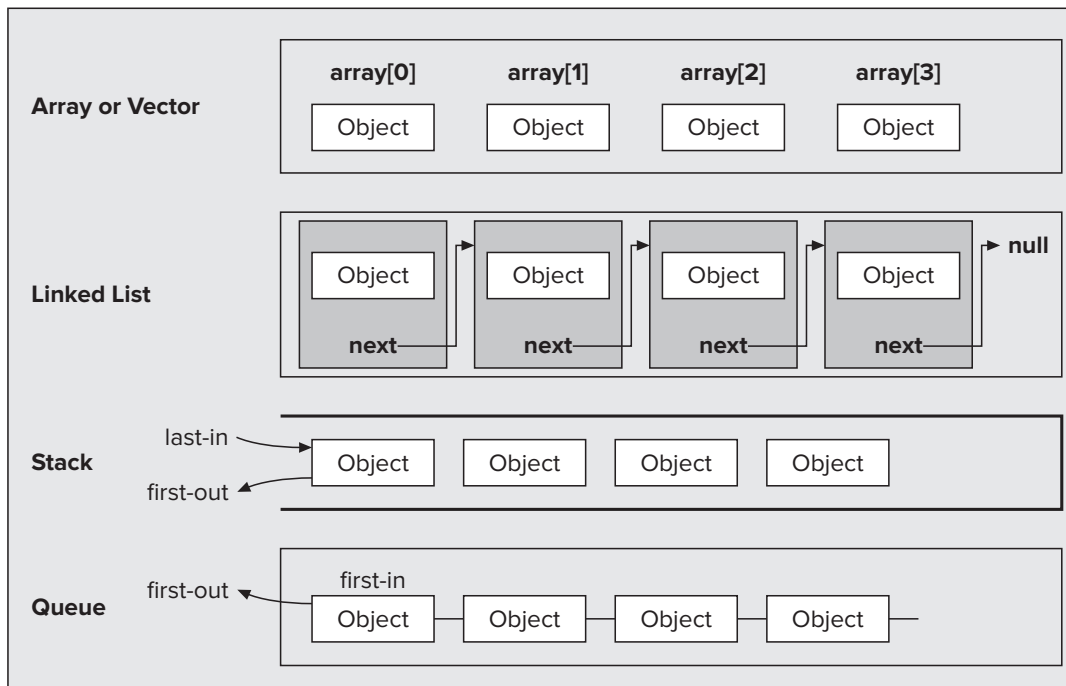 array[0] array[1] array[2] array[3]
Array or Vector
Object Object Object Object
Object Object Object Object
null
Linked List
next next next next
last-in
Stack
Object Object Object Object
first-out
first-in
first-out
Queue
Object Object Object Object